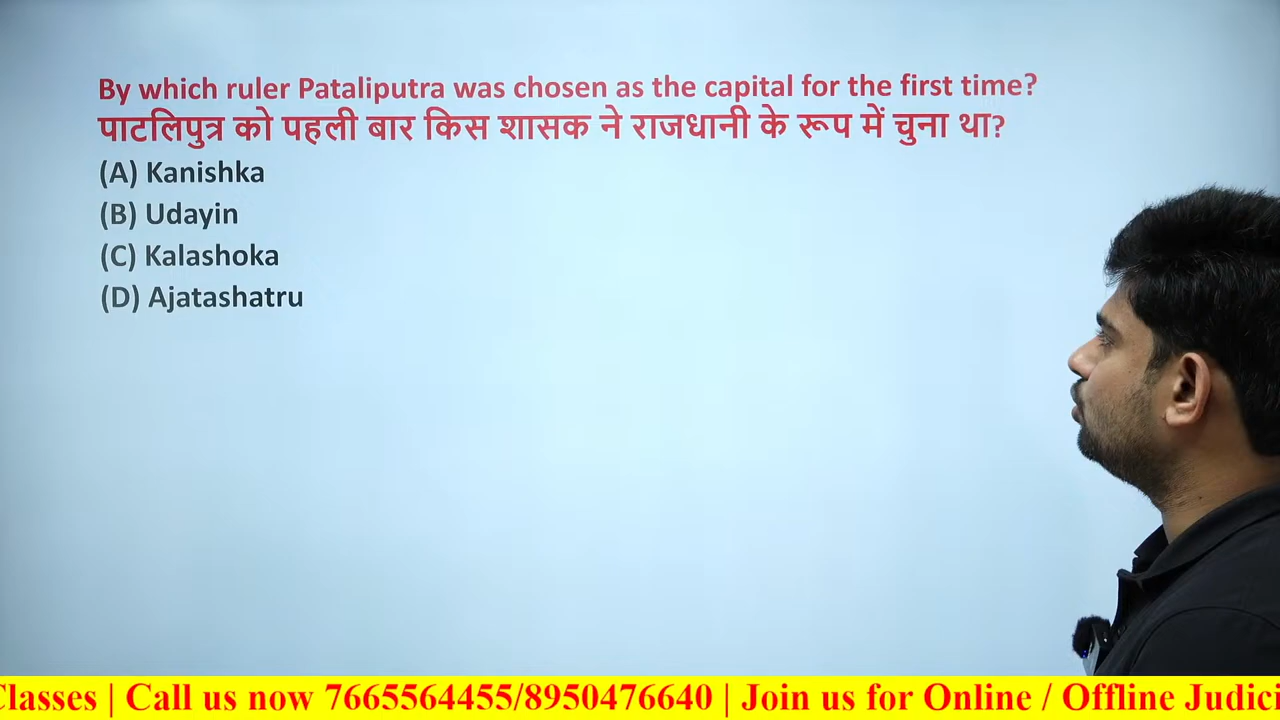 By which ruler Pataliputra was chosen as the capital for the first time?
पाटलिपुत्र को पहली बार किस शासक ने राजधानी के रूप में चुना था?
(A) Kanishka
(B) Udayin
(C) Kalashoka
(D) Ajatashatru
Classes | Call us now 7665564455/8950476640 | Join us for Online / Offline Judici